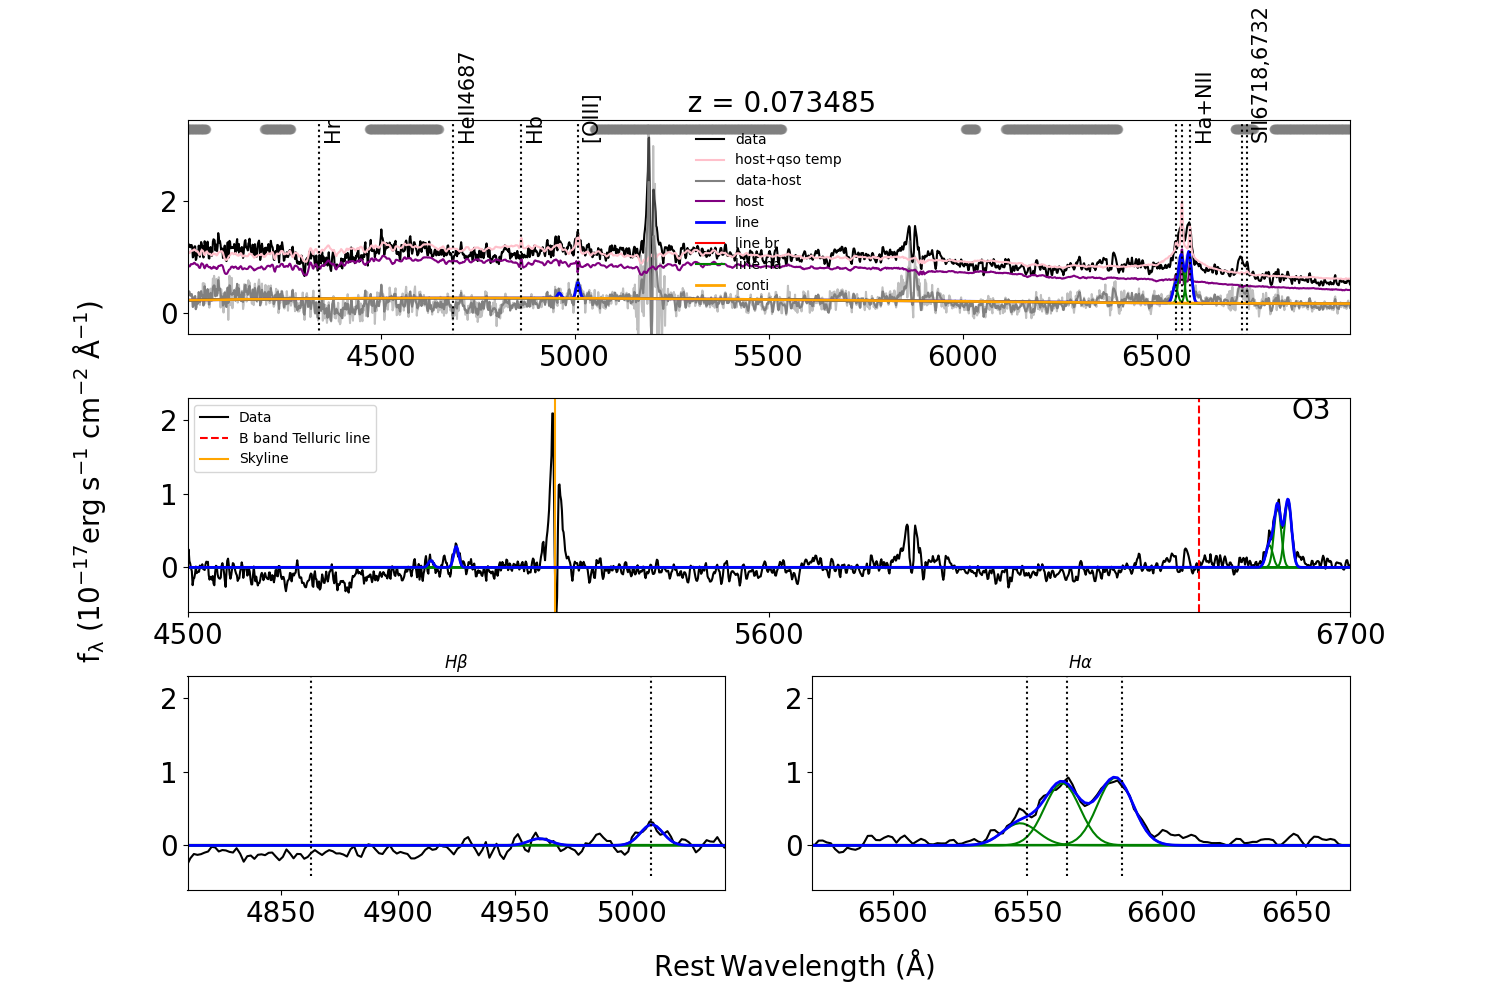 z = 0.073485
Hr
HeII4687
Hb
[OIII]
Ha+NII
SII6718,6732
data
host+qso temp
data-host
host
line
line br
line na
conti
2
0
4500
5000
5500
6000
6500
O3
Data
B band Telluric line
Skyline
2
1
0
4500
5600
6700
f_λ (10^−17 erg s^−1 cm^−2 Å^−1)
Hβ
2
1
0
4850
4900
4950
5000
Hα
2
1
0
6500
6550
6600
6650
Rest Wavelength (Å)